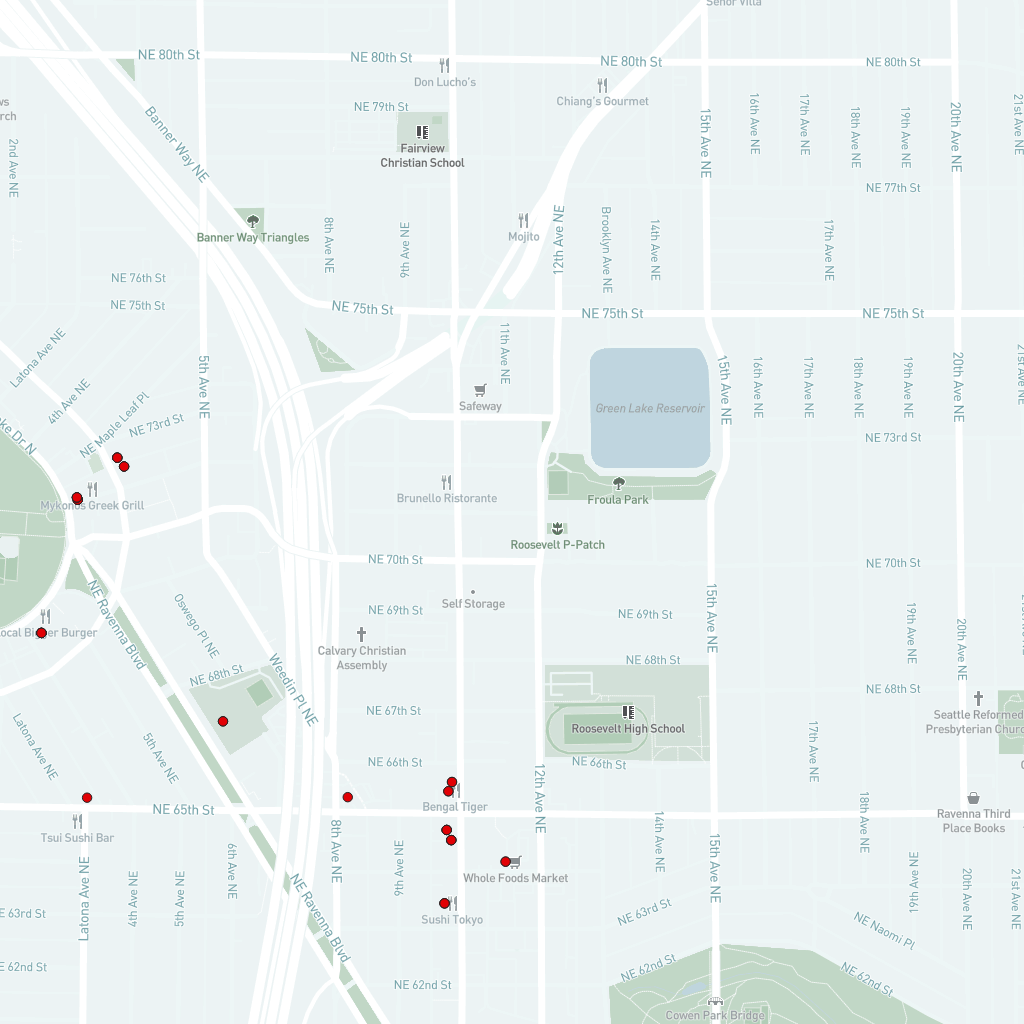 Señor Villa
NE 80th St
NE 80th St
NE 80th St
NE 80th St
Don Lucho's
Chiang's Gourmet
NE 79th St
Fairview
Christian School
Banner Way NE
2nd Ave NE
15th Ave NE
16th Ave NE
17th Ave NE
18th Ave NE
19th Ave NE
20th Ave NE
21st Ave NE
NE 77th St
Banner Way Triangles
8th Ave NE
9th Ave NE
Mojito
12th Ave NE
Brooklyn Ave NE
14th Ave NE
17th Ave NE
NE 76th St
NE 75th St
NE 75th St
NE 75th St
NE 75th St
Latona Ave NE
4th Ave NE
NE Maple Leaf Pl
NE 73rd St
5th Ave NE
11th Ave NE
Safeway
Green Lake Reservoir
15th Ave NE
16th Ave NE
17th Ave NE
18th Ave NE
19th Ave NE
20th Ave NE
NE 73rd St
ke Dr N
Mykonos Greek Grill
Brunello Ristorante
Froula Park
Roosevelt P-Patch
NE 70th St
NE 70th St
Self Storage
NE 69th St
NE 69th St
NE Ravenna Blvd
Oswego Pl NE
ocal Burger
Calvary Christian
Assembly
15th Ave NE
19th Ave NE
20th Ave NE
NE 68th St
NE 68th St
NE 68th St
Weedin Pl NE
NE 67th St
Roosevelt High School
Seattle Reformed
Presbyterian Churc
Latona Ave NE
5th Ave NE
NE 66th St
NE 66th St
17th Ave NE
NE 65th St
Bengal Tiger
12th Ave NE
Tsui Sushi Bar
Ravenna Third
Place Books
8th Ave NE
14th Ave NE
15th Ave NE
18th Ave NE
Latona Ave NE
4th Ave NE
5th Ave NE
6th Ave NE
9th Ave NE
Whole Foods Market
19th Ave NE
20th Ave NE
21st Ave NE
NE Ravenna Blvd
E 63rd St
Sushi Tokyo
NE 63rd St
NE Naomi Pl
E 62nd St
NE 62nd St
NE 62nd St
NE 62nd St
Cowen Park Bridge